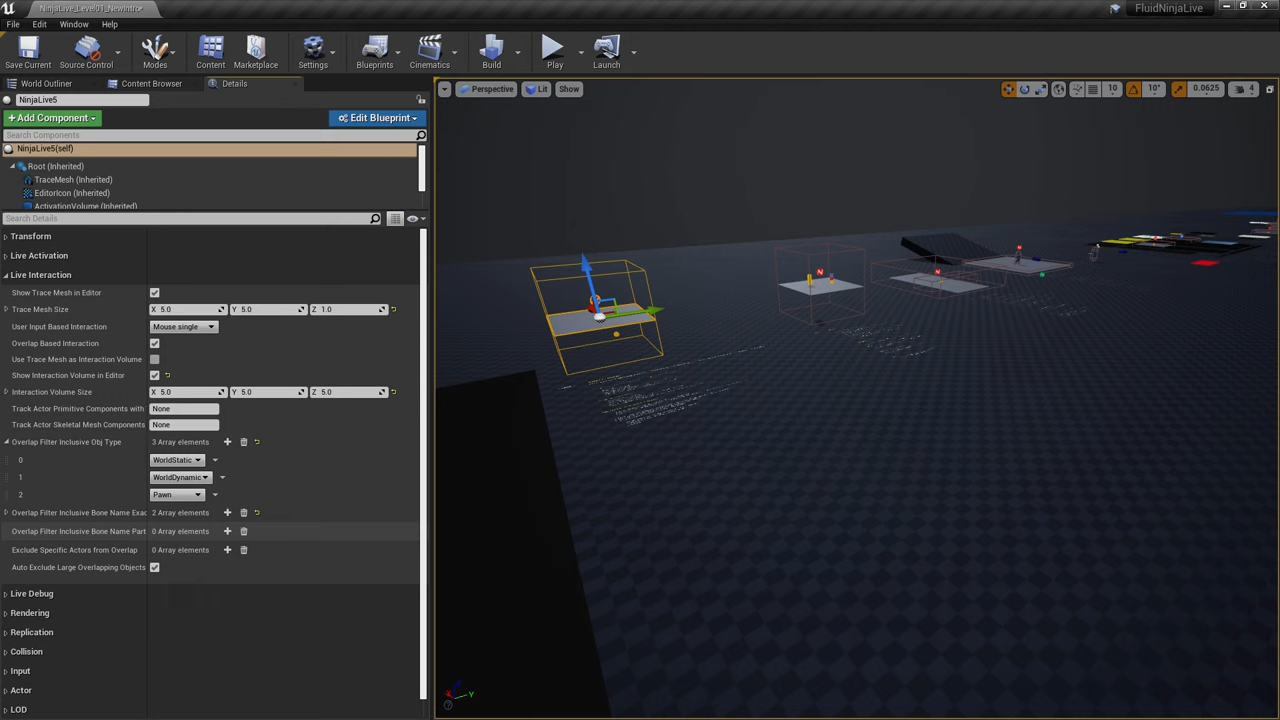 NinjaLive_Level01_NewIntro•
FluidNinjaLive
File Edit Window Help
Save Current
Source Control
Modes
Content
Marketplace
Settings
Blueprints
Cinematics
Build
Play
Launch
World Outliner
Content Browser
Details
Perspective
Lit
Show
10
10°
0.0625
4
NinjaLive5
+Add Component
Edit Blueprint
Search Components
NinjaLive5(self)
Root (Inherited)
TraceMesh (Inherited)
EditorIcon (Inherited)
ActivationVolume (Inherited)
Search Details
Transform
Live Activation
Live Interaction
Show Trace Mesh in Editor
Trace Mesh Size X 5.0 Y 5.0 Z 1.0
User Input Based Interaction Mouse single
Overlap Based Interaction
Use Trace Mesh as Interaction Volume
Show Interaction Volume in Editor
Interaction Volume Size X 5.0 Y 5.0 Z 5.0
Track Actor Primitive Components with None
Track Actor Skeletal Mesh Components None
Overlap Filter Inclusive Obj Type 3 Array elements
0 WorldStatic
1 WorldDynamic
2 Pawn
Overlap Filter Inclusive Bone Name Exac 2 Array elements
Overlap Filter Inclusive Bone Name Part 0 Array elements
Exclude Specific Actors from Overlap 0 Array elements
Auto Exclude Large Overlapping Objects
Live Debug
Rendering
Replication
Collision
Input
Actor
LOD
Y